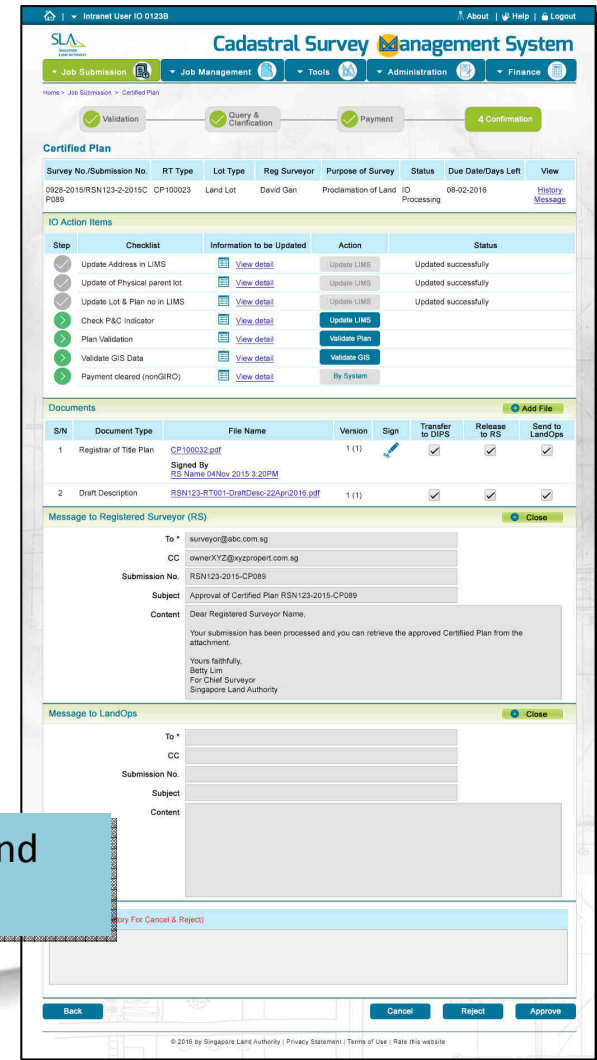 Intranet User IO 0123B
About | Help | Logout
SLA
SINGAPORE
LAND AUTHORITY
Cadastral Survey Management System
Job Submission
Job Management
Tools
Administration
Finance
Home > Job Submission > Certified Plan
Validation
Query &
Clarification
Payment
4 Confirmation
Certified Plan
Survey No./Submission No. RT Type Lot Type Reg Surveyor Purpose of Survey Status Due Date/Days Left View
0928-2015/RSN123-2-2015C CP100023 Land Lot David Gan Proclamation of Land IO 08-02-2016 History
P089 Processing Message
IO Action Items
Step Checklist Information to be Updated Action Status
Update Address in LIMS View detail Update LIMS Updated successfully
Update of Physical parent lot View detail Update LIMS Updated successfully
Update Lot & Plan no in LIMS View detail Update LIMS Updated successfully
Check P&C Indicator View detail Update LIMS
Plan Validation View detail Validate Plan
Validate GIS Data View detail Validate GIS
Payment cleared (nonGIRO) View detail By System
Documents Add File
S/N Document Type File Name Version Sign Transfer to DIPS Release to RS Send to LandOps
1 Registrar of Title Plan CP100032.pdf 1 (1)
Signed By
RS Name 04Nov 2015 3:20PM
2 Draft Description RSN123-RT001-DraftDesc-22Apri2016.pdf 1 (1)
Message to Registered Surveyor (RS) Close
To * surveyor@abc.com.sg
CC ownerXYZ@xyzpropert.com.sg
Submission No. RSN123-2015-CP089
Subject Approval of Certified Plan RSN123-2015-CP089
Content Dear Registered Surveyor Name,
Your submission has been processed and you can retrieve the approved Certifiied Plan from the
attachment.
Yours faithfully,
Betty Lim
For Chief Surveyor
Singapore Land Authority
Message to LandOps Close
To *
CC
Submission No.
Subject
Content
nd
For Cancel & Reject)
Back Cancel Reject Approve
© 2016 by Singapore Land Authority | Privacy Statement | Terms of Use | Rate this website